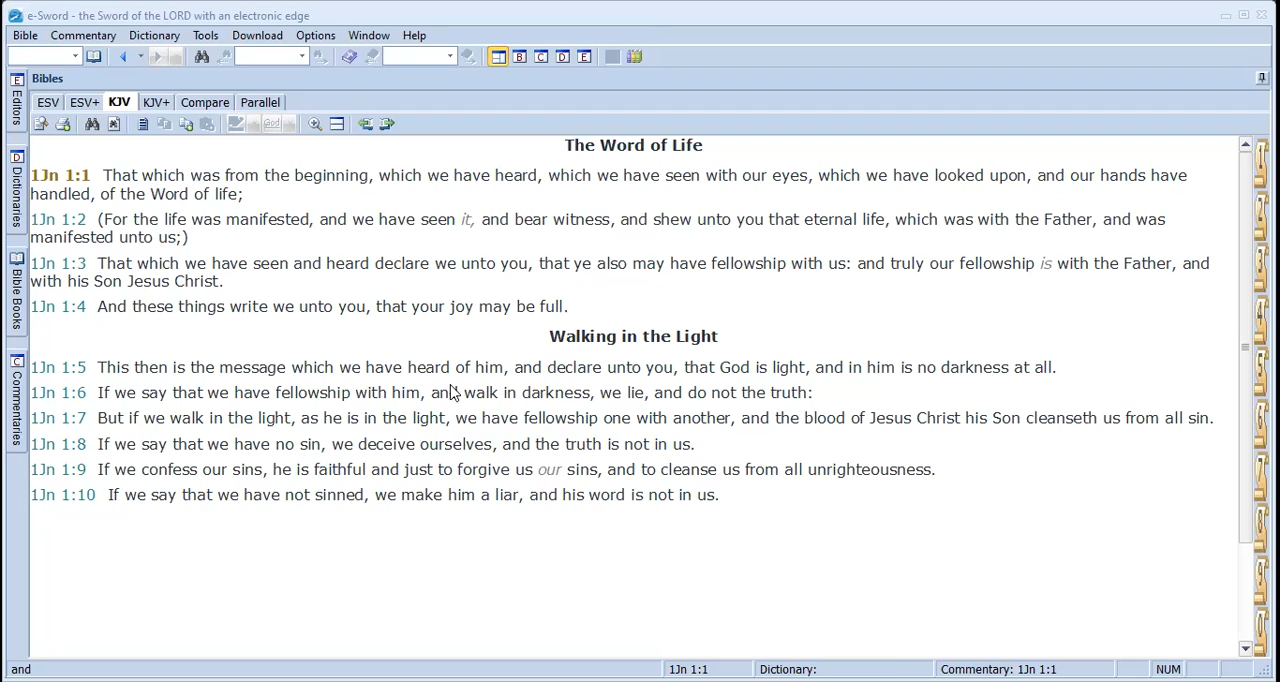 e-Sword - the Sword of the LORD with an electronic edge
Bible Commentary Dictionary Tools Download Options Window Help
B C D E
Bibles
ESV ESV+ KJV KJV+ Compare Parallel
God
E Editors
D Dictionaries
Bible Books
C Commentaries
The Word of Life
1Jn 1:1 That which was from the beginning, which we have heard, which we have seen with our eyes, which we have looked upon, and our hands have
handled, of the Word of life;
1Jn 1:2 (For the life was manifested, and we have seen it, and bear witness, and shew unto you that eternal life, which was with the Father, and was
manifested unto us;)
1Jn 1:3 That which we have seen and heard declare we unto you, that ye also may have fellowship with us: and truly our fellowship is with the Father, and
with his Son Jesus Christ.
1Jn 1:4 And these things write we unto you, that your joy may be full.
Walking in the Light
1Jn 1:5 This then is the message which we have heard of him, and declare unto you, that God is light, and in him is no darkness at all.
1Jn 1:6 If we say that we have fellowship with him, and walk in darkness, we lie, and do not the truth:
1Jn 1:7 But if we walk in the light, as he is in the light, we have fellowship one with another, and the blood of Jesus Christ his Son cleanseth us from all sin.
1Jn 1:8 If we say that we have no sin, we deceive ourselves, and the truth is not in us.
1Jn 1:9 If we confess our sins, he is faithful and just to forgive us our sins, and to cleanse us from all unrighteousness.
1Jn 1:10 If we say that we have not sinned, we make him a liar, and his word is not in us.
1
2
3
4
5
6
7
8
9
0
and 1Jn 1:1 Dictionary: Commentary: 1Jn 1:1 NUM